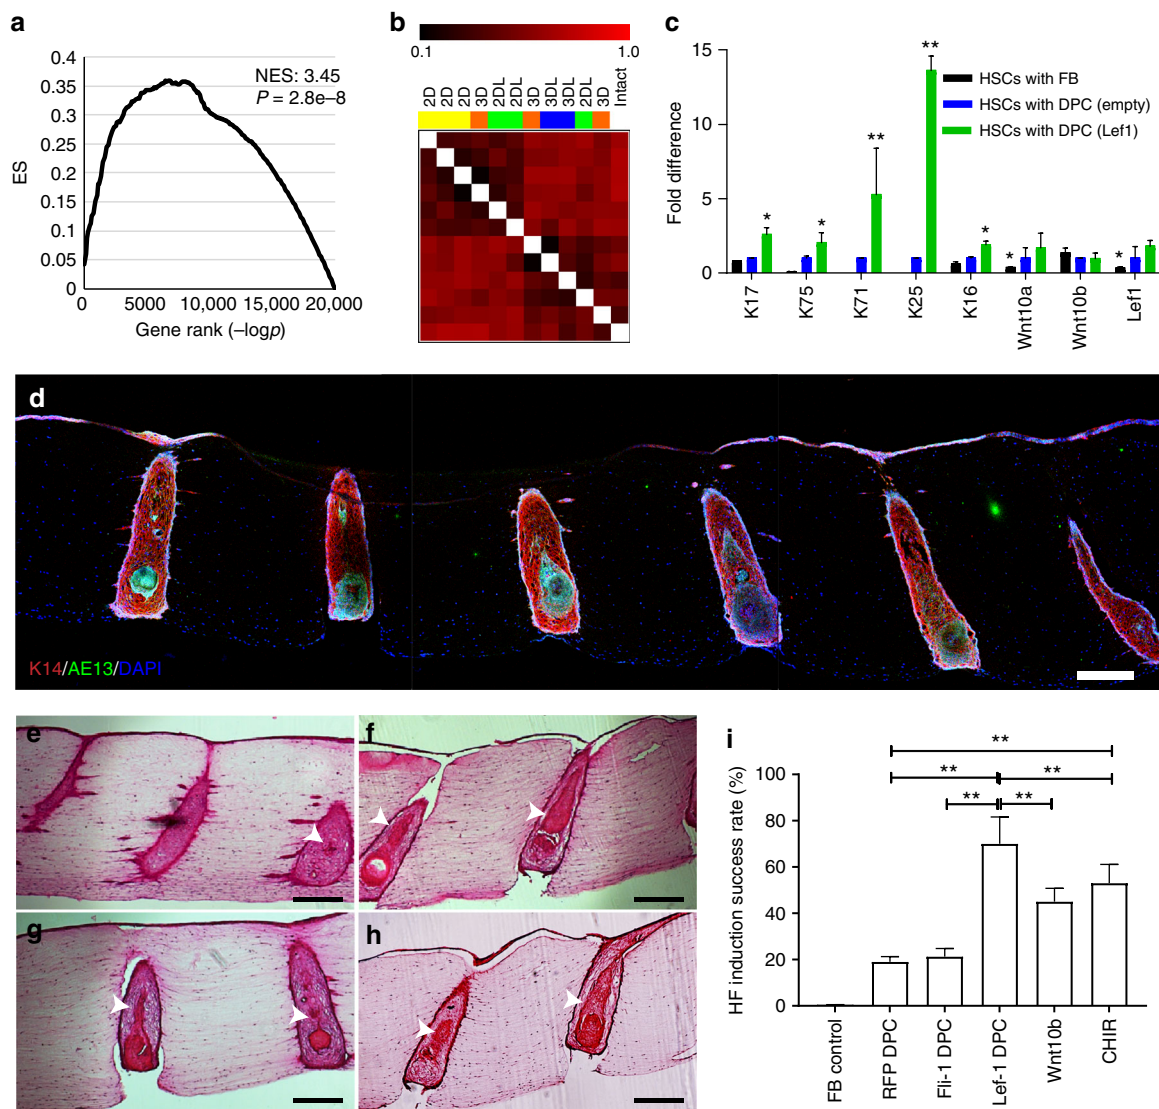 a
0.4
0.35
0.3
0.25
0.2
0.15
0.1
0.05
0
ES
NES: 3.45
P = 2.8e–8
0
5000
10,000
15,000
20,000
Gene rank (–logp)
b
0.1
1.0
2D
2D
2D
3D
2DL
2DL
3D
3DL
3DL
2DL
3D
Intact
c
15
10
5
0
Fold difference
HSCs with FB
HSCs with DPC (empty)
HSCs with DPC (Lef1)
*
*
**
**
*
*
*
K17
K75
K71
K25
K16
Wnt10a
Wnt10b
Lef1
d
K14/AE13/DAPI
e
f
g
h
i
100
80
60
40
20
0
HF induction success rate (%)
**
**
**
**
**
FB control
RFP DPC
Fli-1 DPC
Lef-1 DPC
Wnt10b
CHIR